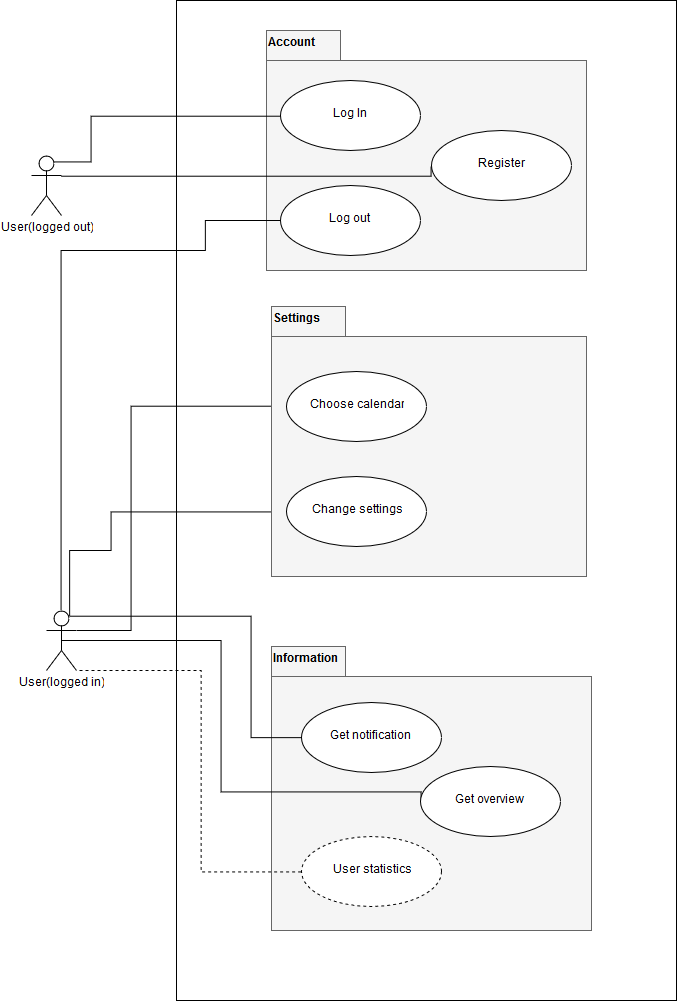 Account
Log In
Register
Log out
User(logged out)
Settings
Choose calendar
Change settings
User(logged in)
Information
Get notification
Get overview
User statistics